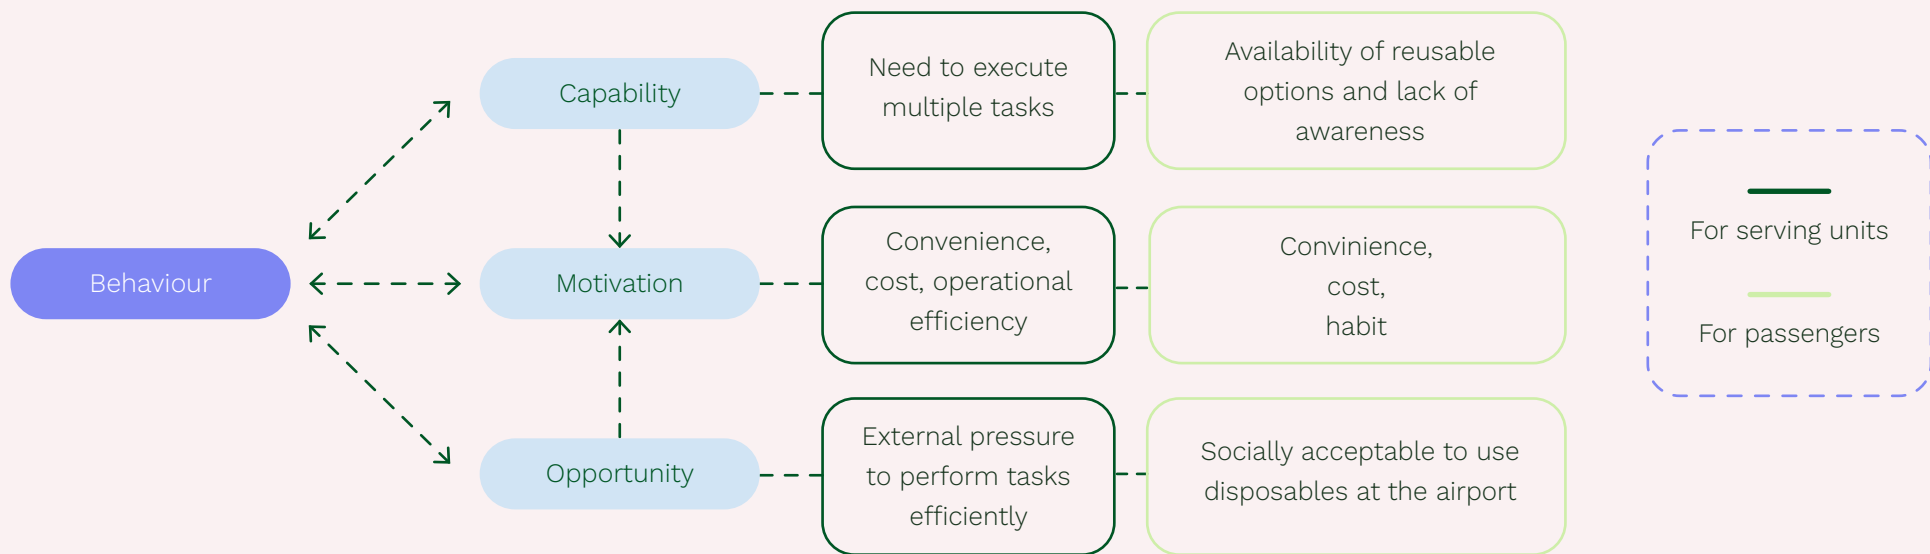 Behaviour
Capability
Need to execute
multiple tasks
Availability of reusable
options and lack of
awareness
Motivation
Convenience,
cost, operational
efficiency
Convinience,
cost,
habit
Opportunity
External pressure
to perform tasks
efficiently
Socially acceptable to use
disposables at the airport
For serving units
For passengers